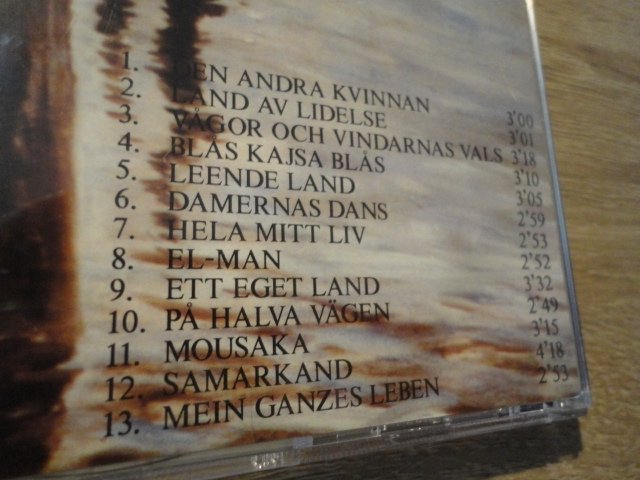 1. DEN ANDRA KVINNAN 3'00
2. LAND AV LIDELSE 3'01
3. VÅGOR OCH VINDARNAS VALS 3'18
4. BLÅS KAJSA BLÅS 3'10
5. LEENDE LAND 3'05
6. DAMERNAS DANS 2'59
7. HELA MITT LIV 2'53
8. EL-MAN 2'52
9. ETT EGET LAND 3'32
10. PÅ HALVA VÄGEN 2'49
11. MOUSAKA 3'15
12. SAMARKAND 4'18
13. MEIN GANZES LEBEN 2'53